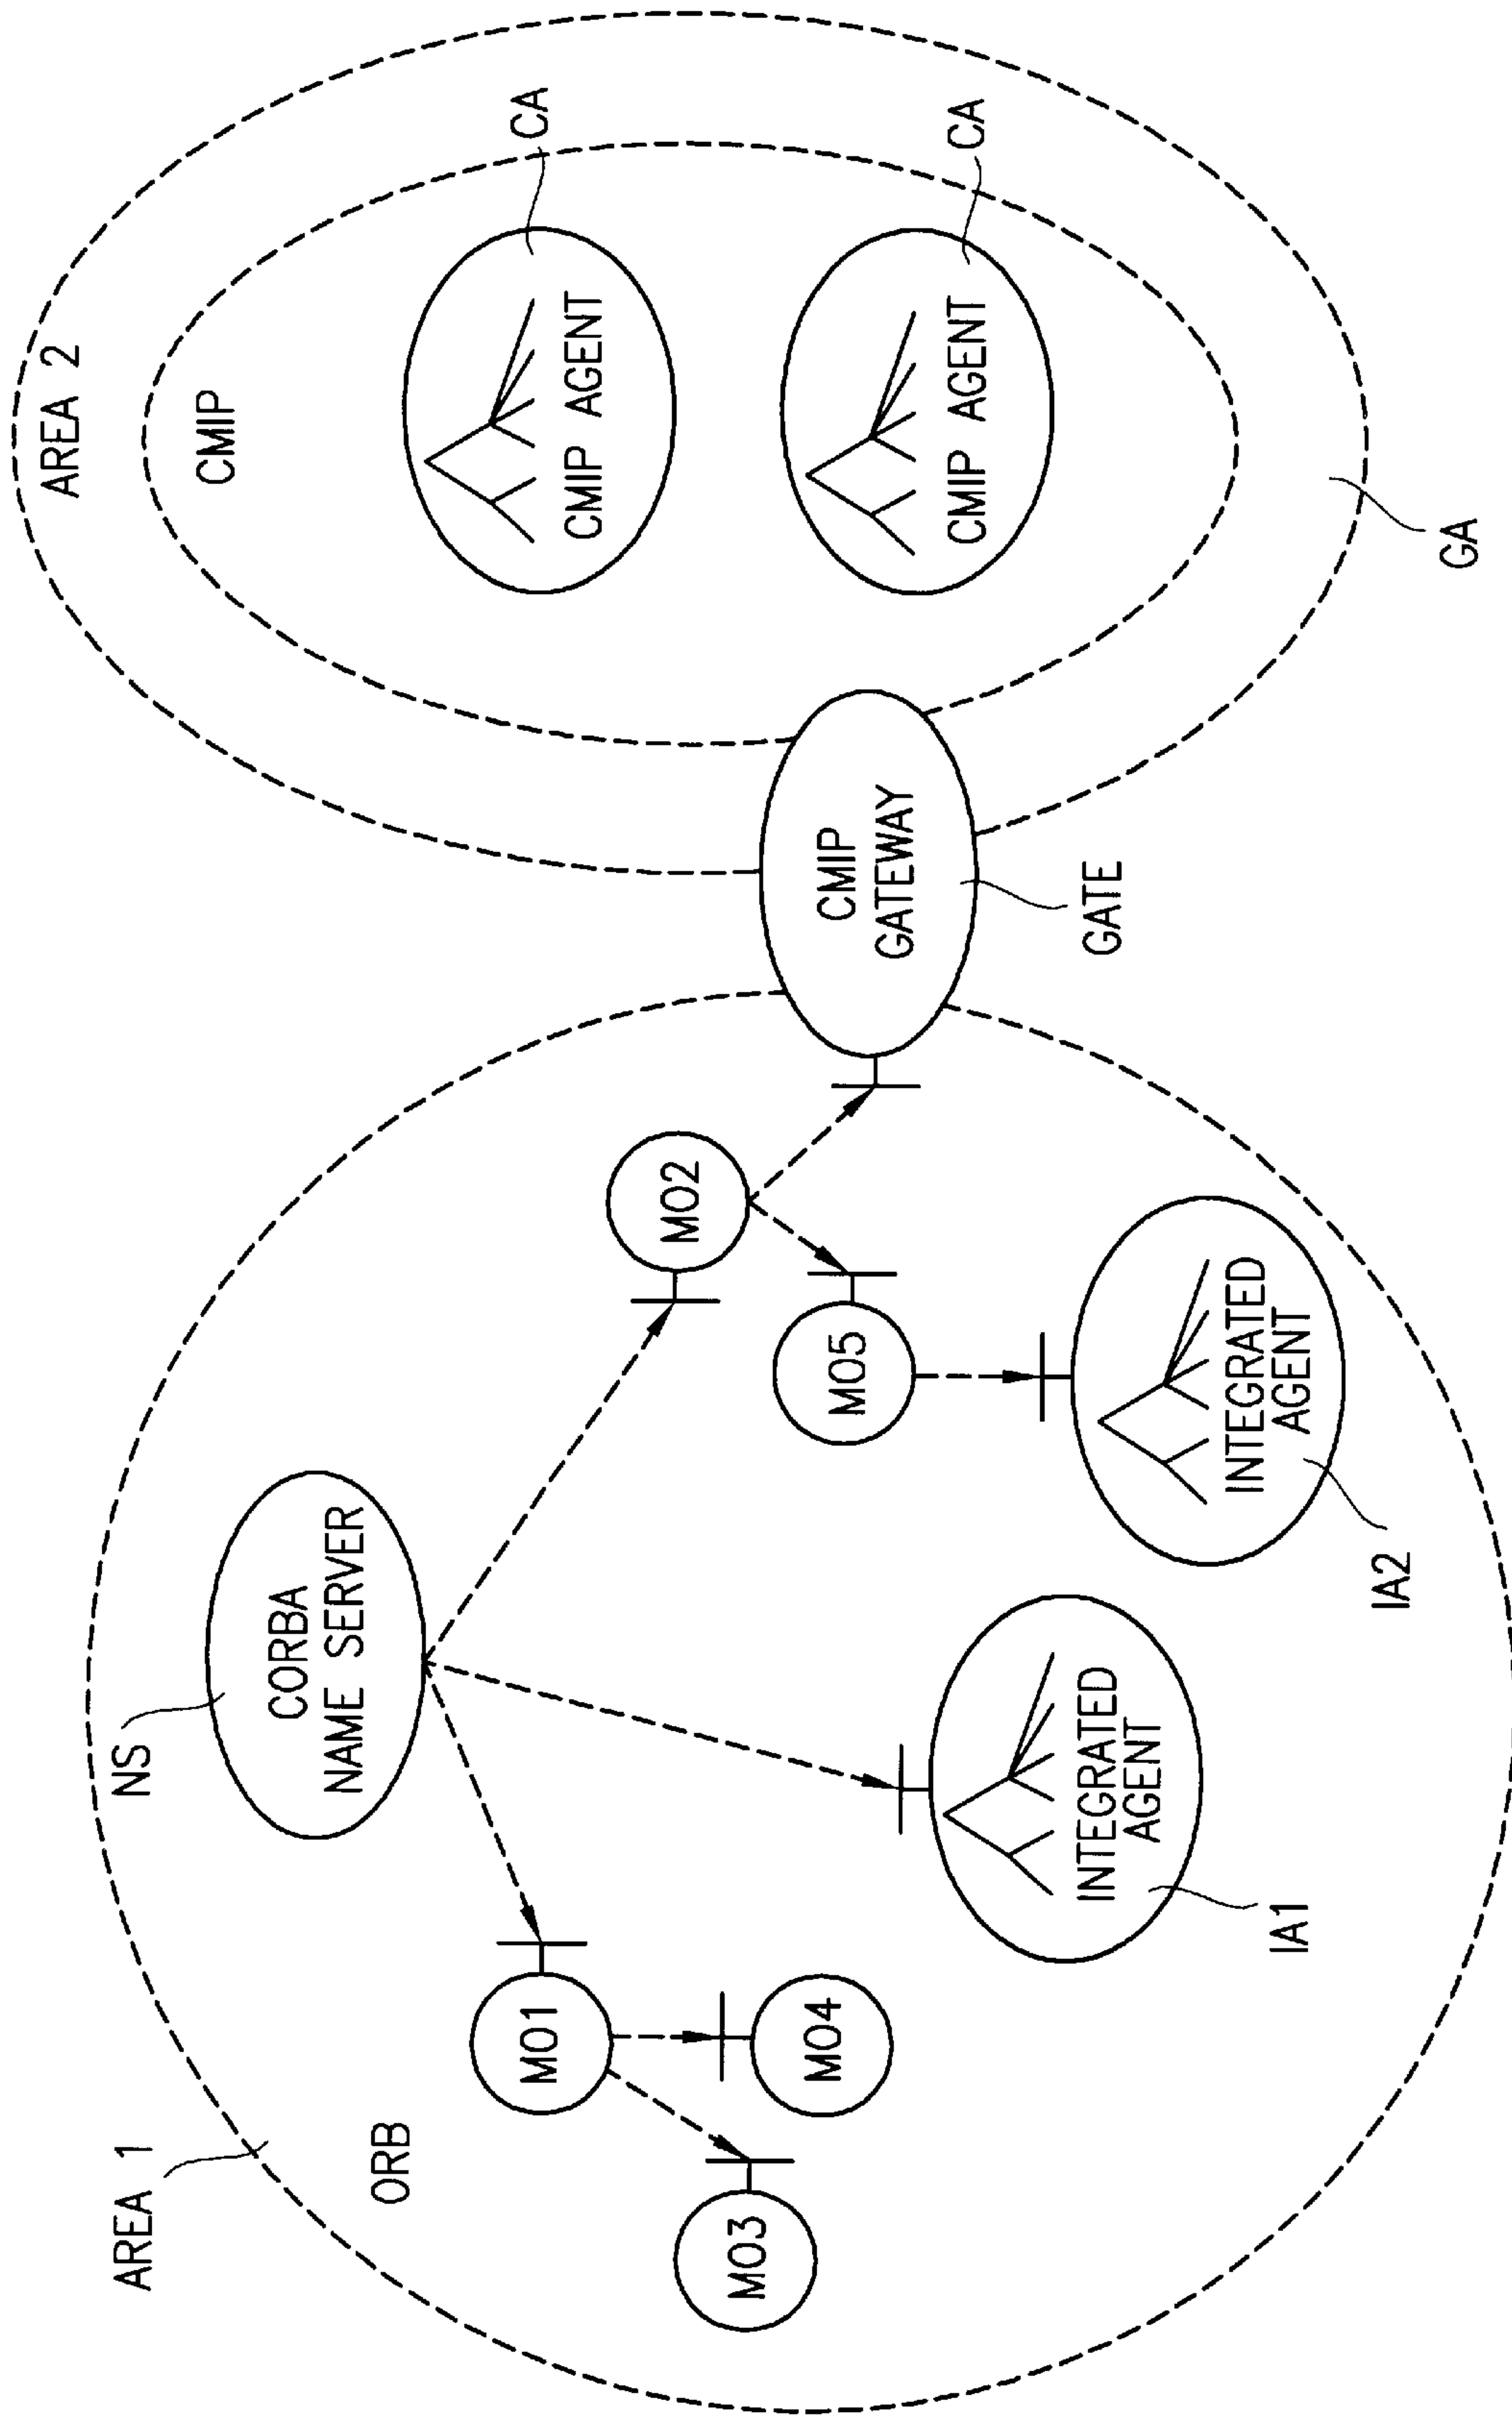 AREA 1
ORB
NS
CORBA
NAME SERVER
MO1
MO3
MO4
MO2
MO5
INTEGRATED
AGENT
IA1
INTEGRATED
AGENT
IA2
CMIP
GATEWAY
GATE
AREA 2
CMIP
CMIP AGENT
CA
CMIP AGENT
CA
GA